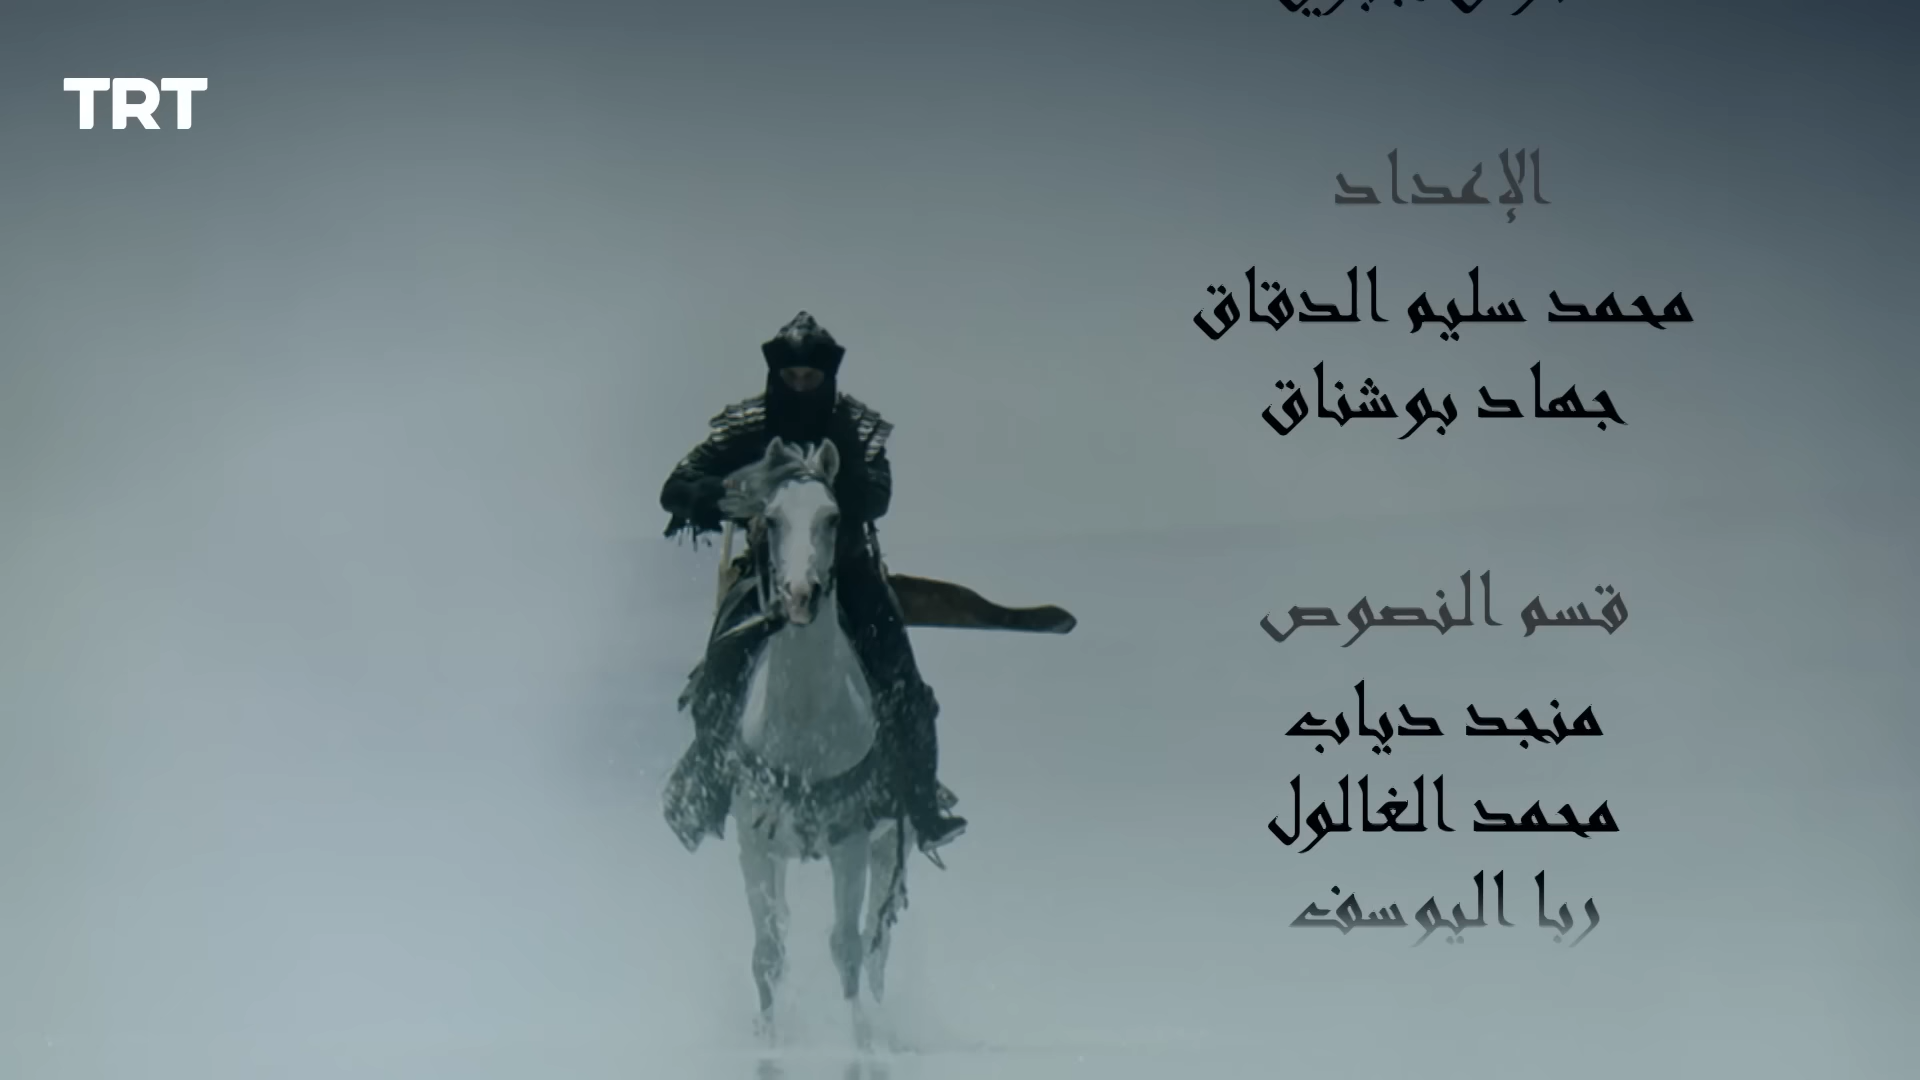 TRT
الإعداد
محمد سليم الدقاق
جهاد بوشناق
قسم النصوص
منجد دياب
محمد الغالول
ربا اليوسف